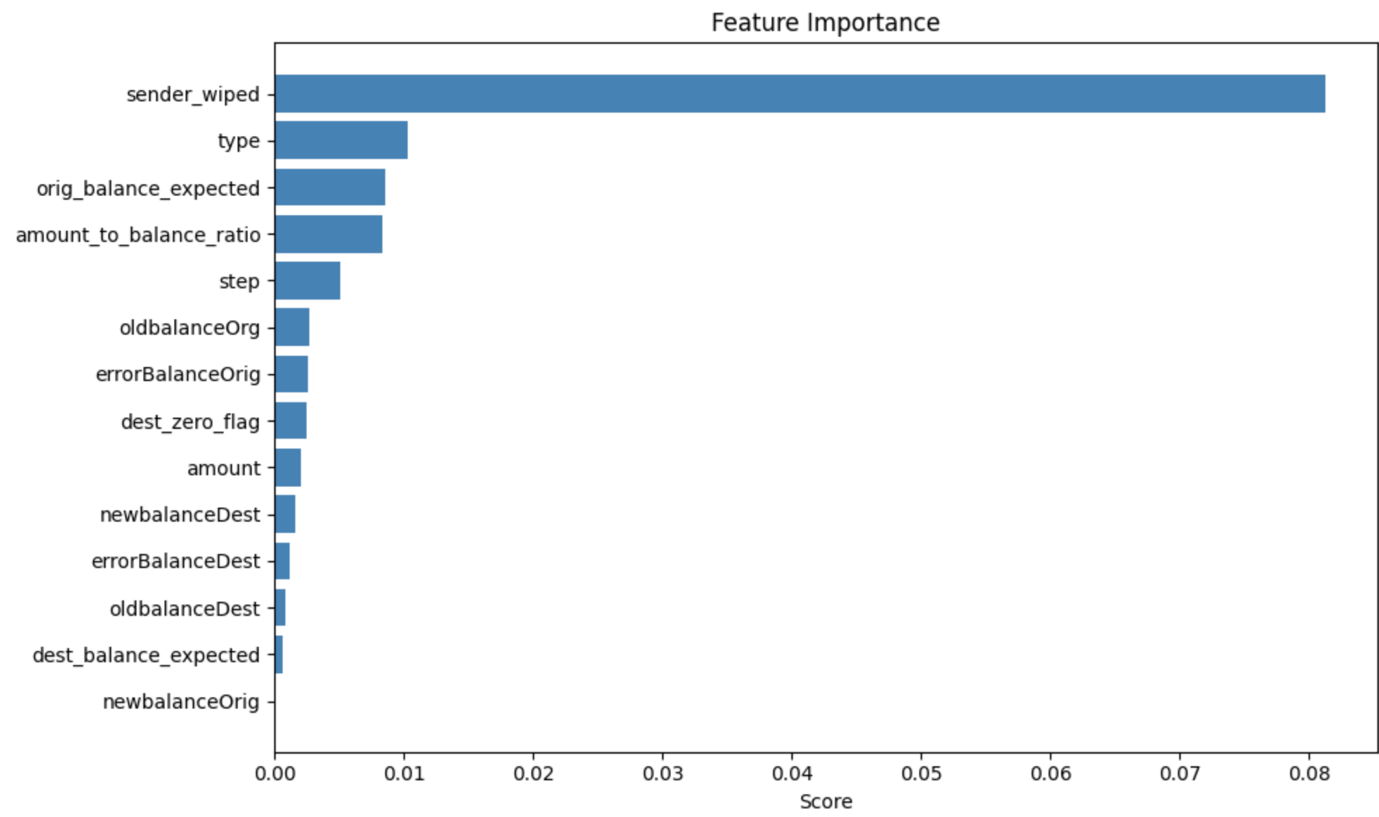 Feature Importance
sender_wiped
type
orig_balance_expected
amount_to_balance_ratio
step
oldbalanceOrg
errorBalanceOrig
dest_zero_flag
amount
newbalanceDest
errorBalanceDest
oldbalanceDest
dest_balance_expected
newbalanceOrig
0.00 0.01 0.02 0.03 0.04 0.05 0.06 0.07 0.08
Score